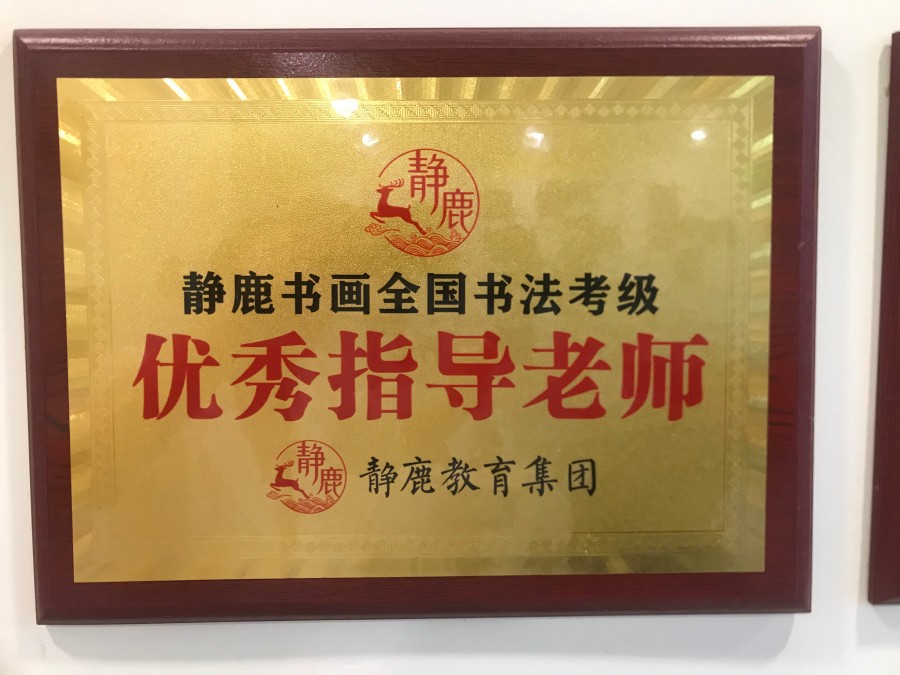 静鹿
静鹿书画全国书法考级
优秀指导老师
静鹿
静鹿教育集团